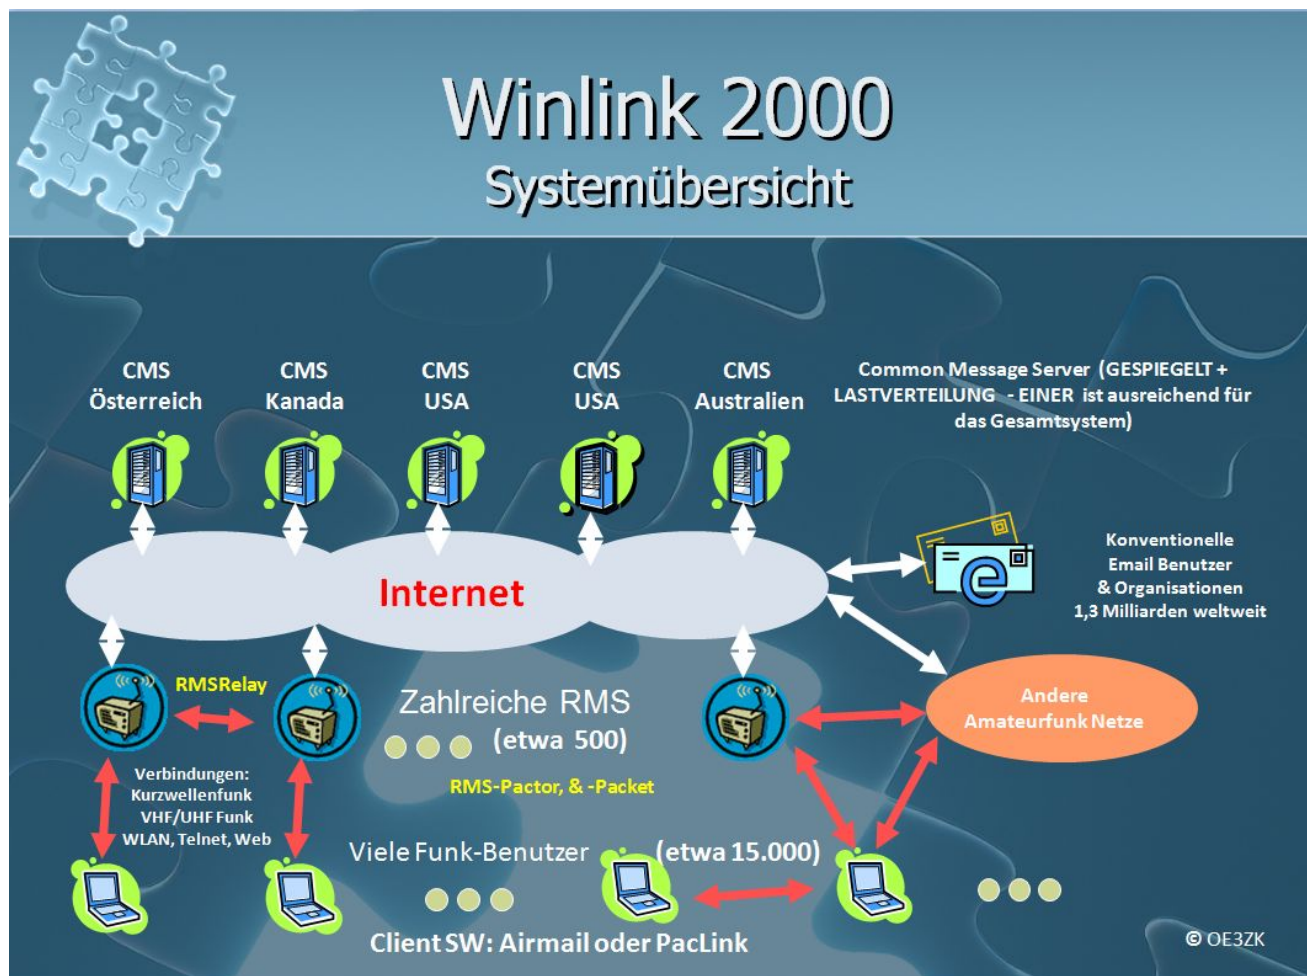 Winlink 2000
Systemübersicht
CMS
Österreich
CMS
Kanada
CMS
USA
CMS
USA
CMS
Australien
Common Message Server (GESPIEGELT +
LASTVERTEILUNG - EINER ist ausreichend für
das Gesamtsystem)
Internet
Konventionelle
Email Benutzer
& Organisationen
1,3 Milliarden weltweit
RMSRelay
Zahlreiche RMS
(etwa 500)
RMS-Pactor, & -Packet
Andere
Amateurfunk Netze
Verbindungen:
Kurzwellenfunk
VHF/UHF Funk
WLAN, Telnet, Web
Viele Funk-Benutzer (etwa 15.000)
Client SW: Airmail oder PacLink
© OE3ZK